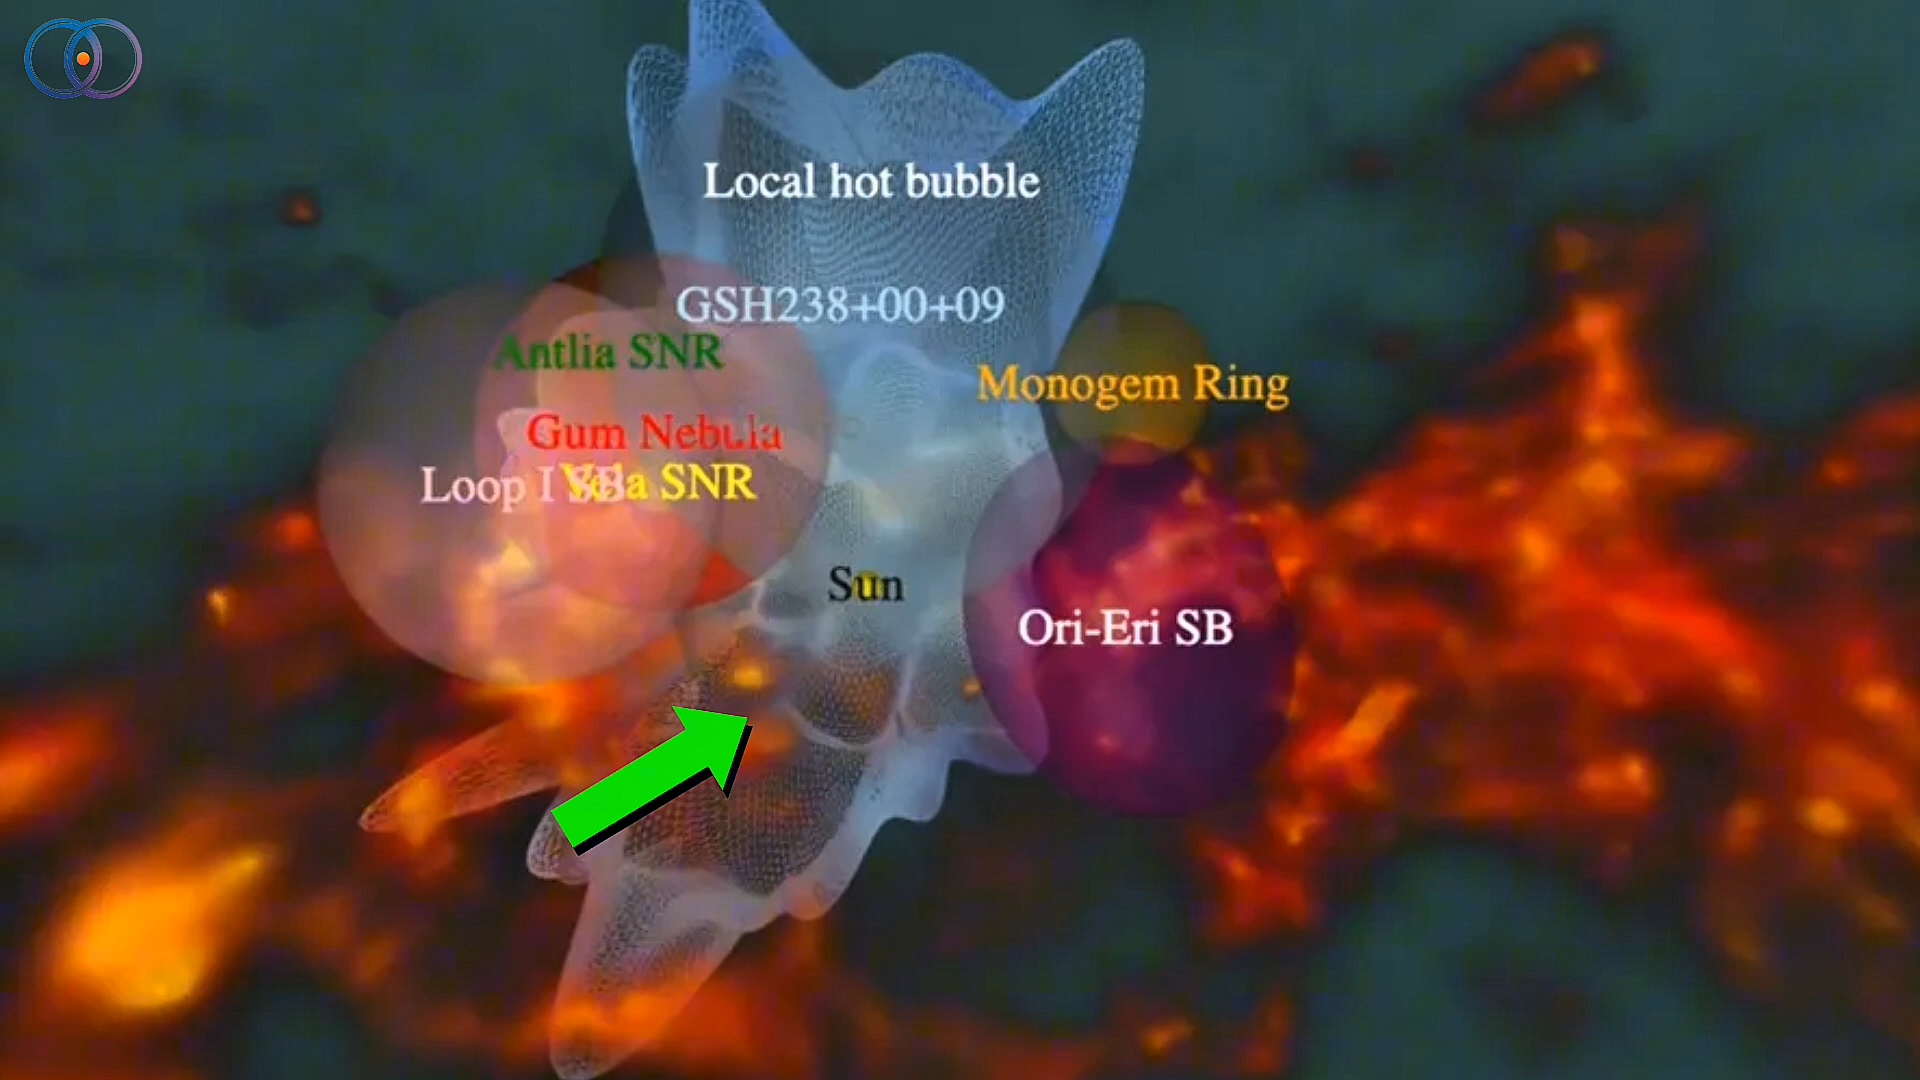 Local hot bubble
GSH238+00+09
Antlia SNR
Monogem Ring
Gum Nebula
Loop I SB
Vela SNR
Sun
Ori-Eri SB